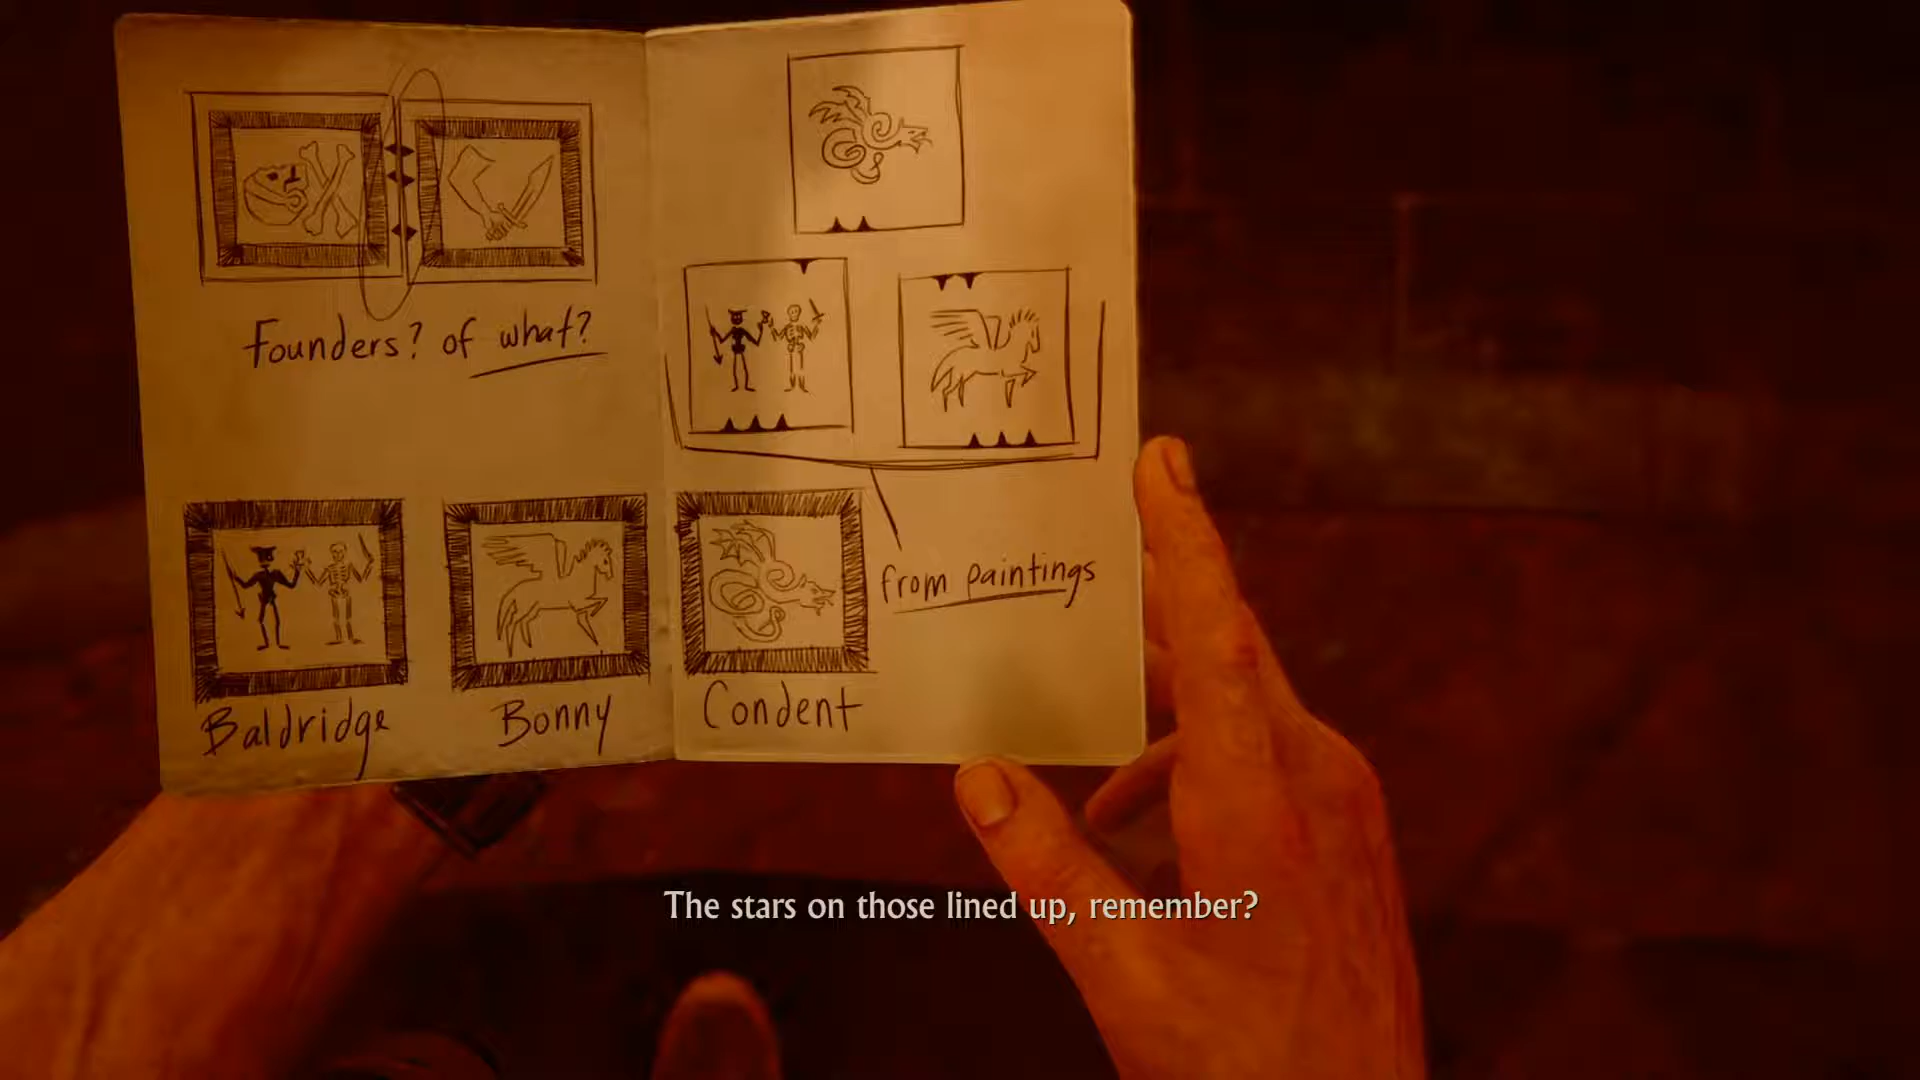 Founders? of what?
from paintings
Baldridge
Bonny
Condent
The stars on those lined up, remember?